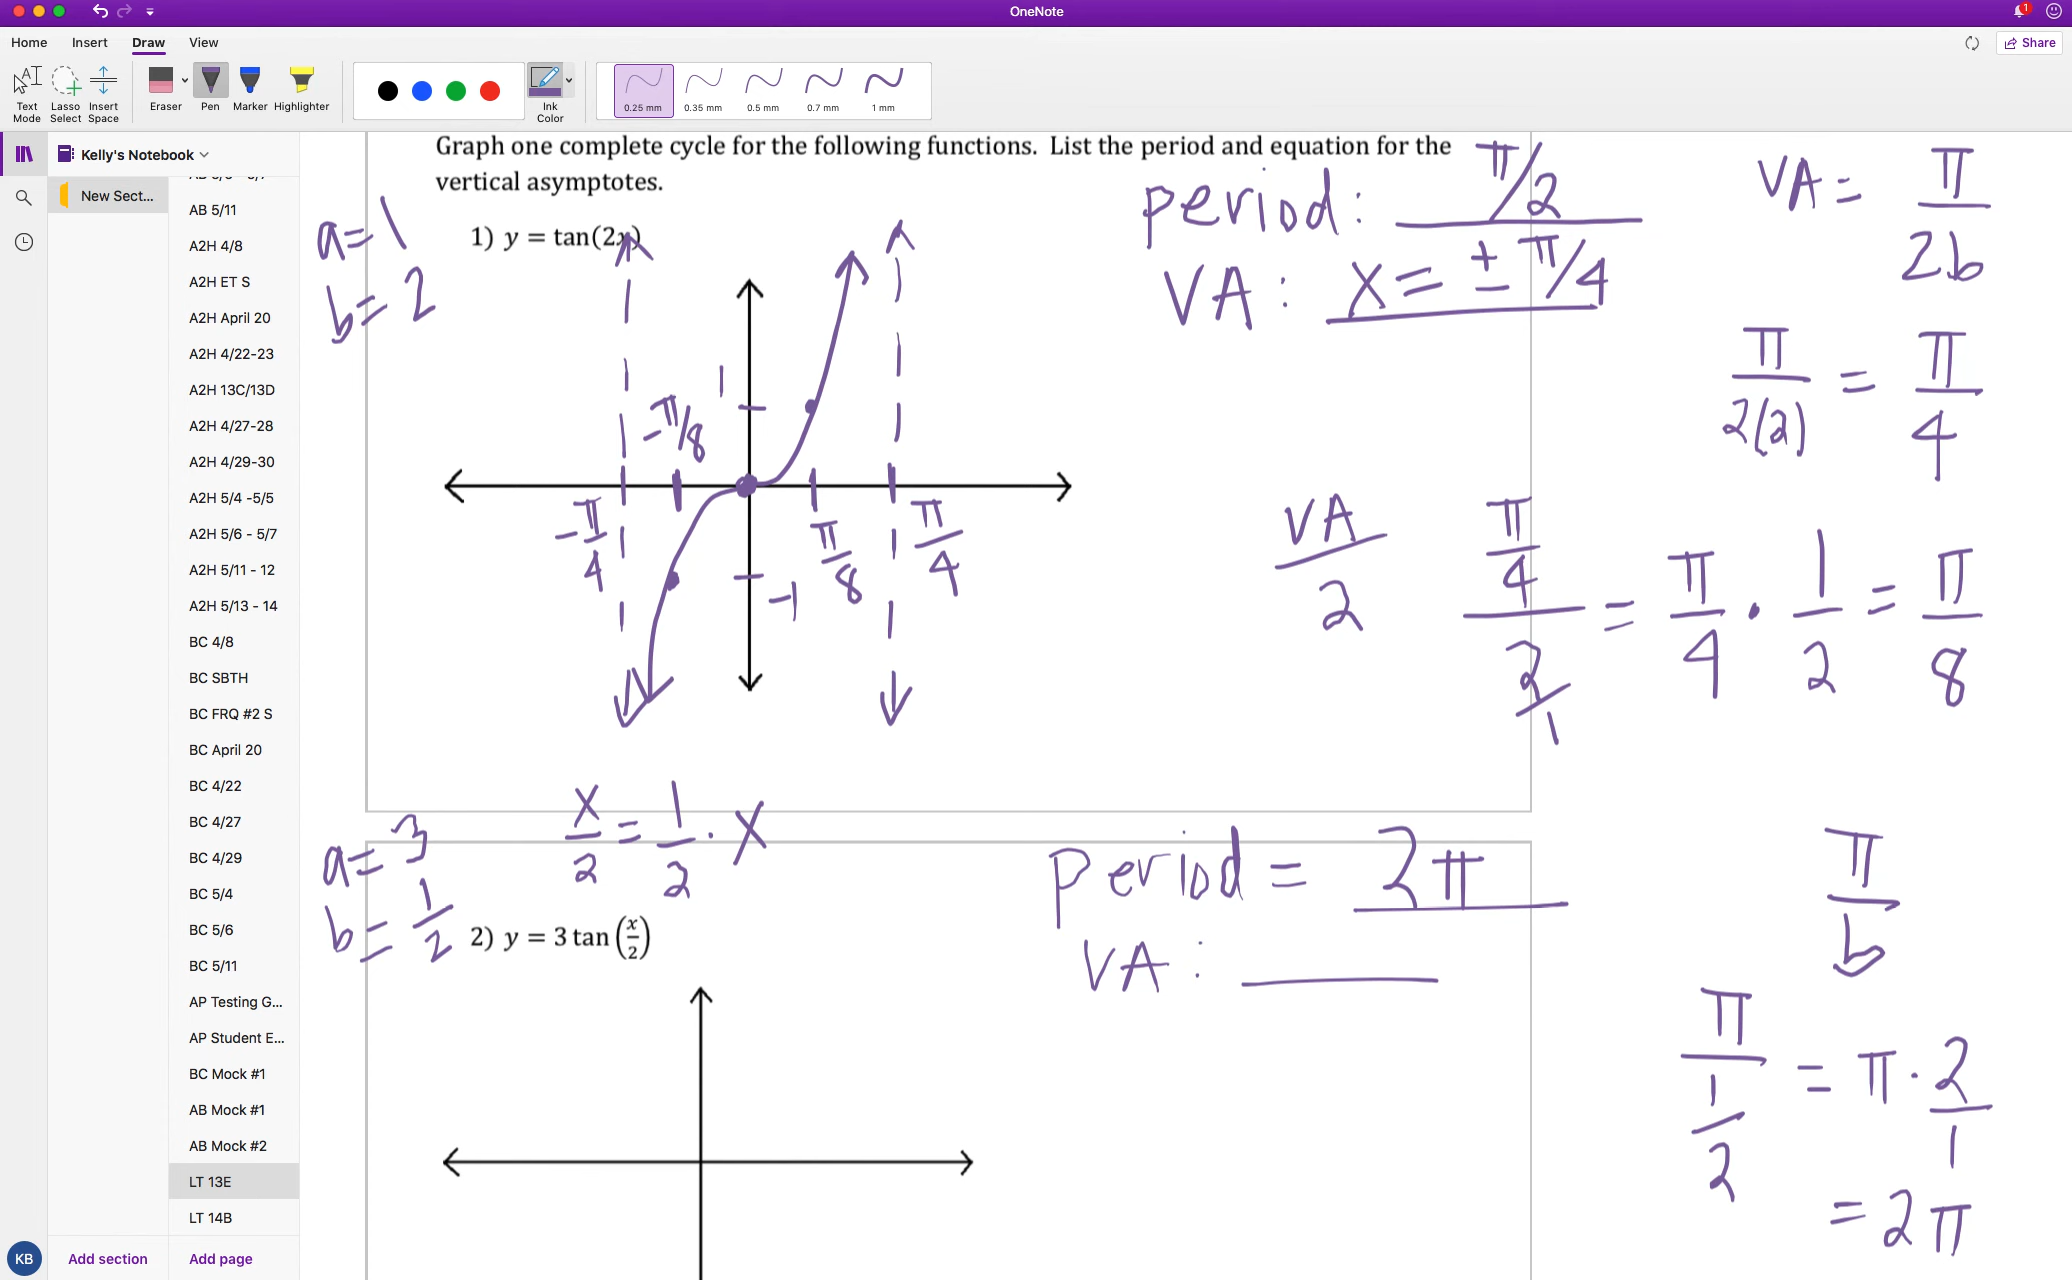 OneNote
1
Home Insert Draw View
Share
Text Mode
Lasso Select
Insert Space
Eraser
Pen
Marker
Highlighter
Ink Color
0.25 mm
0.35 mm
0.5 mm
0.7 mm
1 mm
Kelly's Notebook
New Sect...
AB 5/11
A2H 4/8
A2H ET S
A2H April 20
A2H 4/22-23
A2H 13C/13D
A2H 4/27-28
A2H 4/29-30
A2H 5/4 -5/5
A2H 5/6 - 5/7
A2H 5/11 - 12
A2H 5/13 - 14
BC 4/8
BC SBTH
BC FRQ #2 S
BC April 20
BC 4/22
BC 4/27
BC 4/29
BC 5/4
BC 5/6
BC 5/11
AP Testing G...
AP Student E...
BC Mock #1
AB Mock #1
AB Mock #2
LT 13E
LT 14B
KB
Add section
Add page
Graph one complete cycle for the following functions. List the period and equation for the
vertical asymptotes.
a=1
b=2
1) y = tan(2x)
period: π/2
VA: x = ± π/4
VA = π/2b
π/2(2) = π/4
1
-π/8
-π/4
π/8
π/4
-1
VA/2
π/4 / 2/1 = π/4 · 1/2 = π/8
a=3
b=1/2
x/2 = 1/2 · x
2) y = 3 tan (x/2)
Period = 2π
VA:
π/b
π / 1/2 = π · 2/1
= 2π